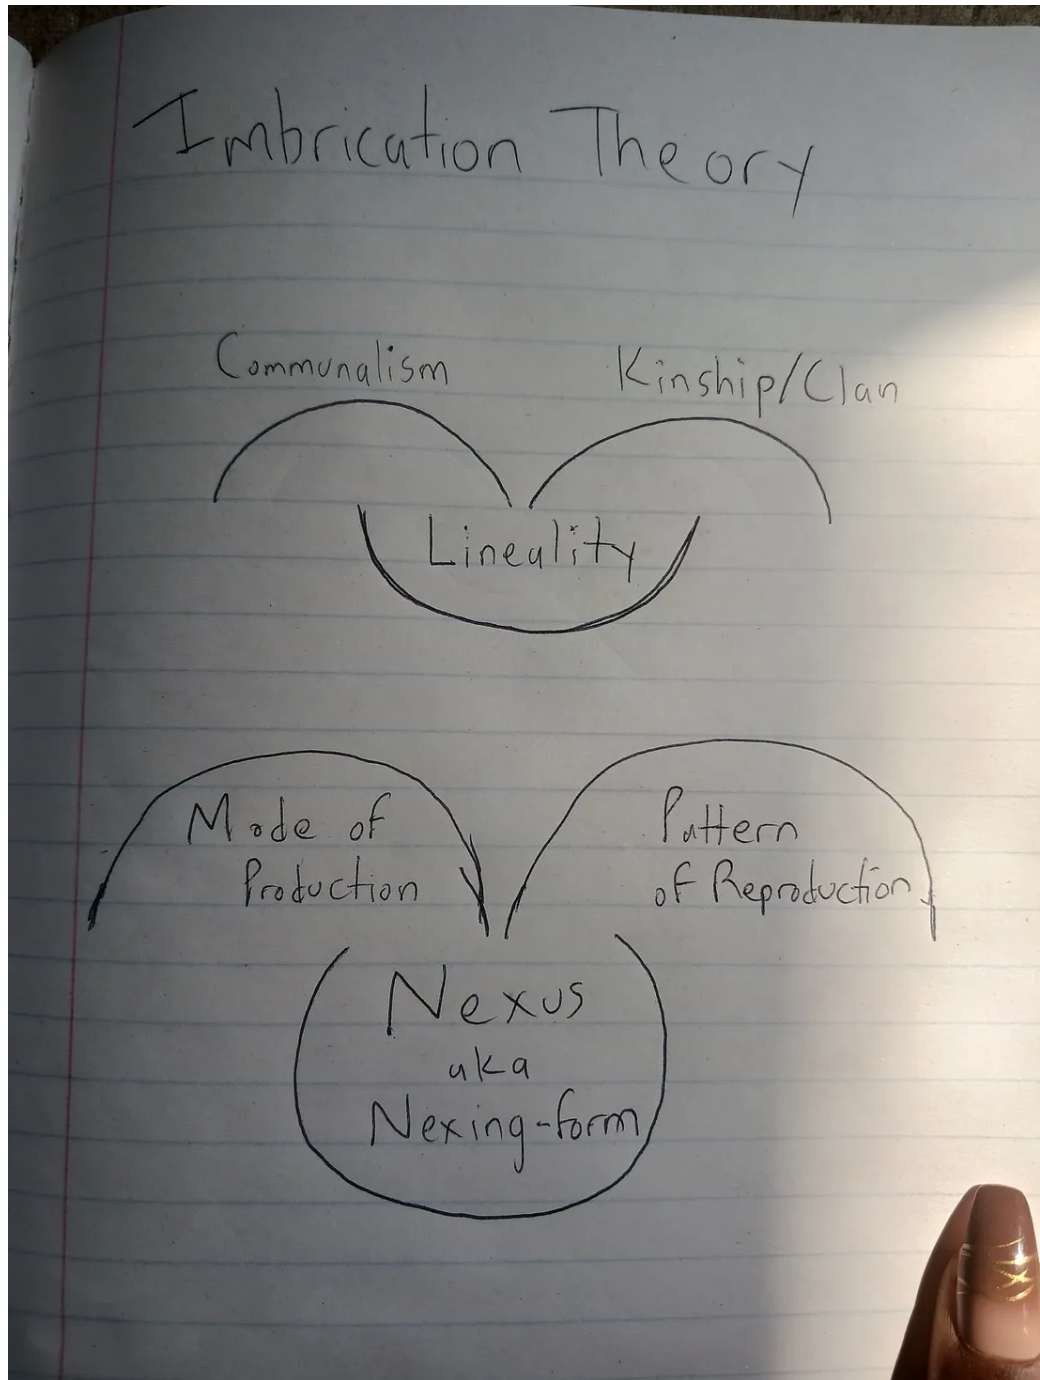 Imbrication Theory
Communalism
Kinship/Clan
Lineality
Mode of
Production
Pattern
of Reproduction
Nexus
aka
Nexing-form